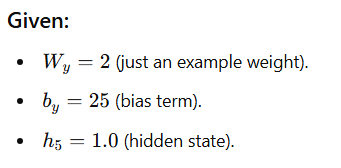 Given:
• W_y = 2 (just an example weight).
• b_y = 25 (bias term).
• h_5 = 1.0 (hidden state).